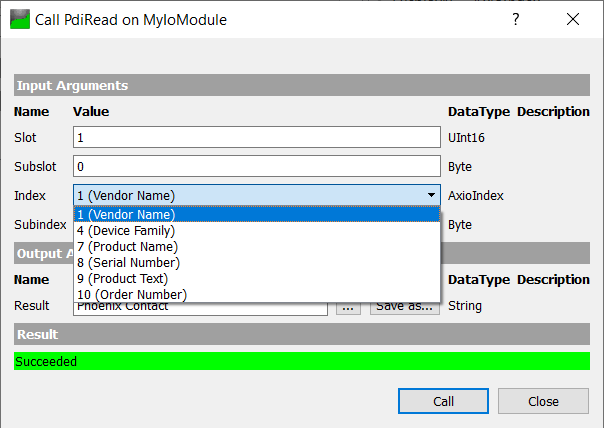 Call PdiRead on MyIoModule
Input Arguments
Name Value DataType Description
Slot 1 UInt16
Subslot 0 Byte
Index 1 (Vendor Name) AxioIndex
1 (Vendor Name)
Subindex Byte
4 (Device Family)
7 (Product Name)
Output A
8 (Serial Number)
Name 9 (Product Text) DataType Description
10 (Order Number)
Result Phoenix Contact ... Save as... String
Result
Succeeded
Call Close